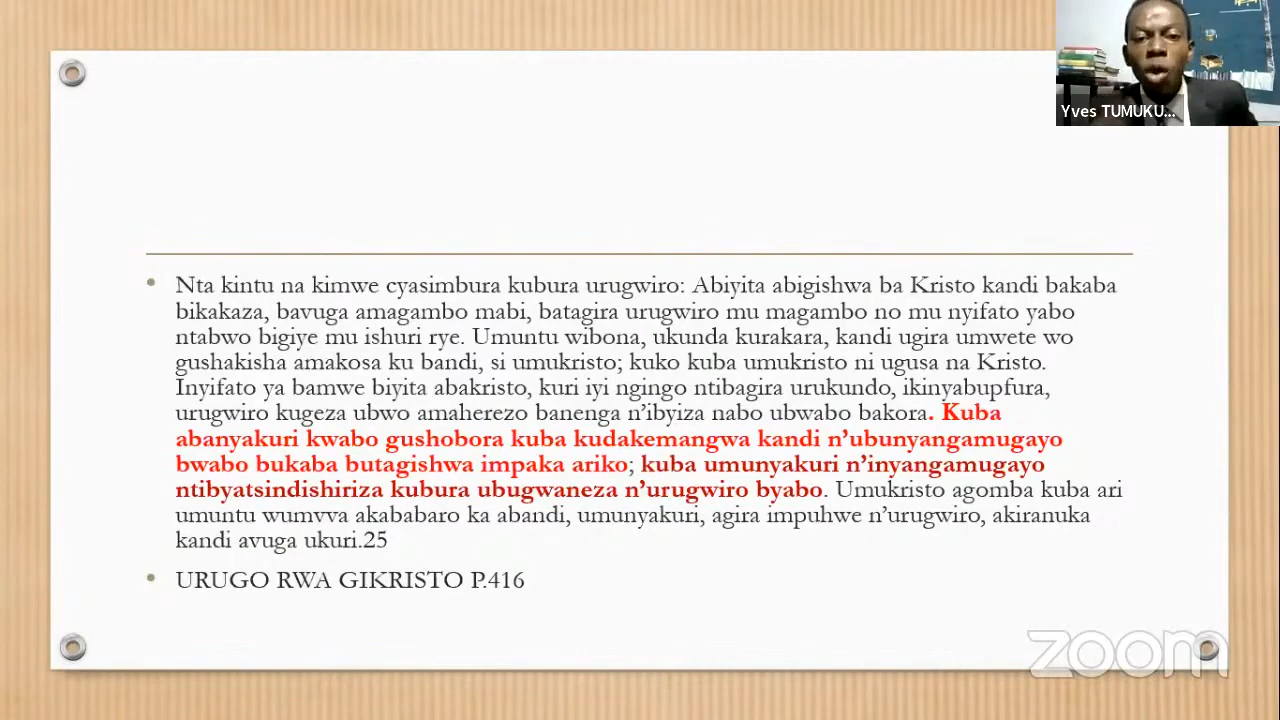 Yves TUMUKU...
• Nta kintu na kimwe cyasimbura kubura urugwiro: Abiyita abigishwa ba Kristo kandi bakaba
bikakaza, bavuga amagambo mabi, batagira urugwiro mu magambo no mu nyifato yabo
ntabwo bigiye mu ishuri rye. Umuntu wibona, ukunda kurakara, kandi ugira umwete wo
gushakisha amakosa ku bandi, si umukristo; kuko kuba umukristo ni ugusa na Kristo.
Inyifato ya bamwe biyita abakristo, kuri iyi ngingo ntibagira urukundo, ikinyabupfura,
urugwiro kugeza ubwo amaherezo banenga n’ibyiza nabo ubwabo bakora. Kuba
abanyakuri kwabo gushobora kuba kudakemangwa kandi n’ubunyangamugayo
bwabo bukaba butagishwa impaka ariko; kuba umunyakuri n’inyangamugayo
ntibyatsindishiriza kubura ubugwaneza n’urugwiro byabo. Umukristo agomba kuba ari
umuntu wumvva akababaro ka abandi, umunyakuri, agira impuhwe n’urugwiro, akiranuka
kandi avuga ukuri.25
• URUGO RWA GIKRISTO P.416
zoom